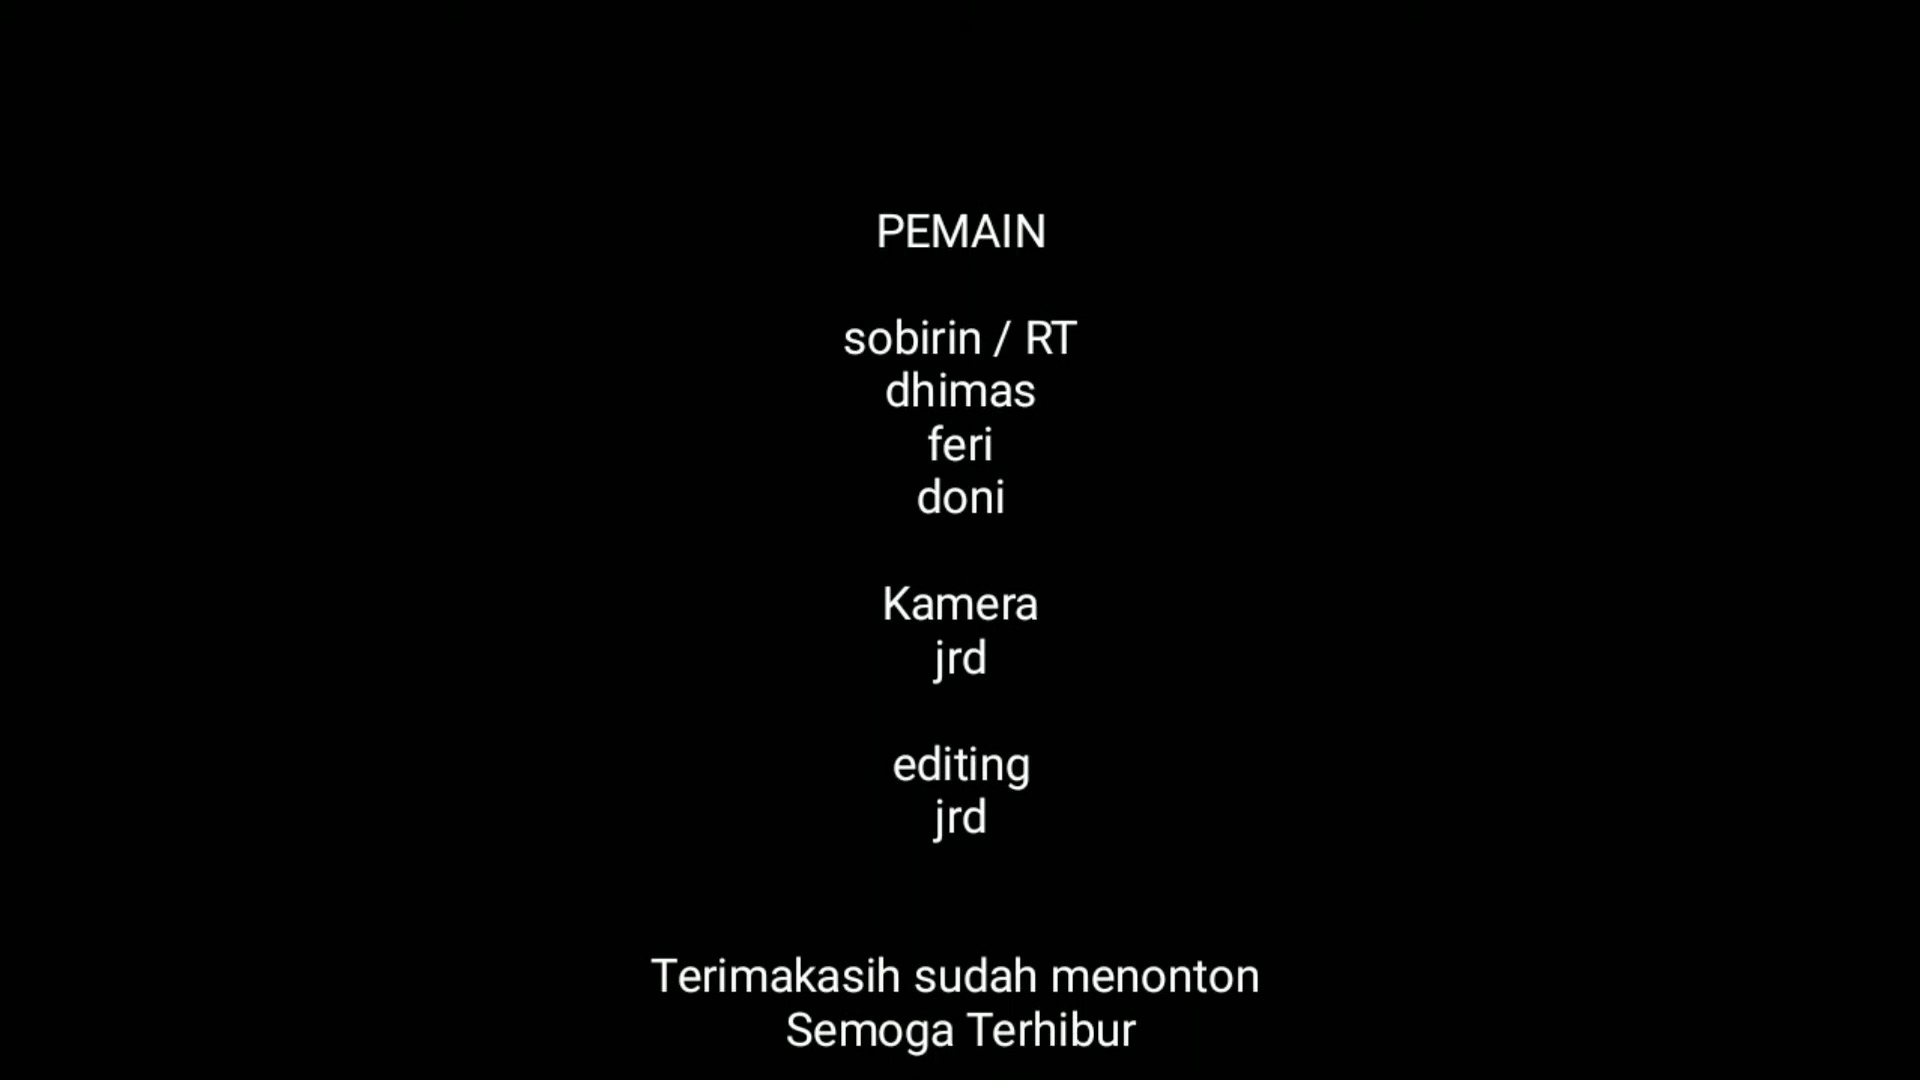 PEMAIN
sobirin / RT
dhimas
feri
doni
Kamera
jrd
editing
jrd
Terimakasih sudah menonton
Semoga Terhibur